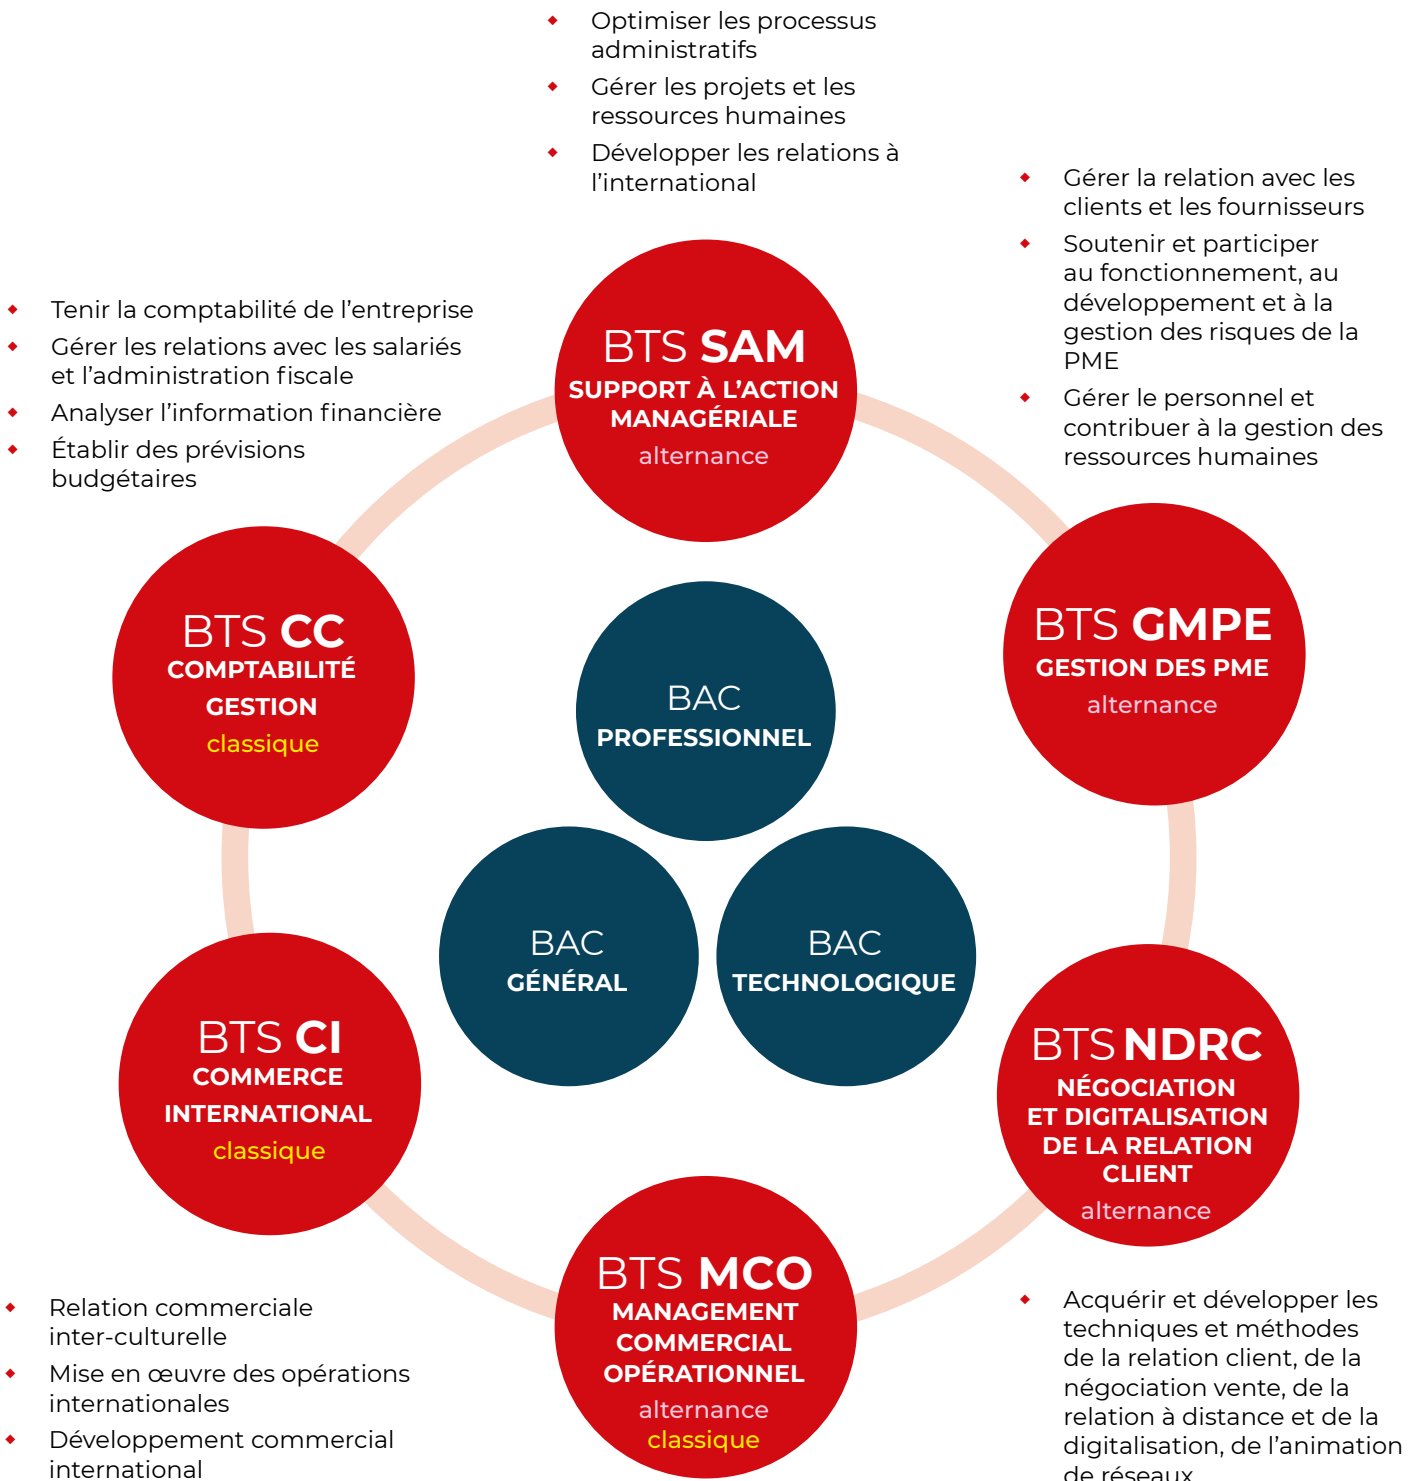 Optimiser les processus
administratifs
Gérer les projets et les
ressources humaines
Développer les relations à
l’international
Gérer la relation avec les
clients et les fournisseurs
Soutenir et participer
au fonctionnement, au
développement et à la
gestion des risques de la
PME
Gérer le personnel et
contribuer à la gestion des
ressources humaines
Tenir la comptabilité de l’entreprise
Gérer les relations avec les salariés
et l’administration fiscale
Analyser l’information financière
Établir des prévisions
budgétaires
BTS SAM
SUPPORT À L’ACTION
MANAGÉRIALE
alternance
BTS CC
COMPTABILITÉ
GESTION
classique
BTS GMPE
GESTION DES PME
alternance
BAC
PROFESSIONNEL
BAC
GÉNÉRAL
BAC
TECHNOLOGIQUE
BTS CI
COMMERCE
INTERNATIONAL
classique
BTS NDRC
NÉGOCIATION
ET DIGITALISATION
DE LA RELATION
CLIENT
alternance
BTS MCO
MANAGEMENT
COMMERCIAL
OPÉRATIONNEL
alternance
classique
Relation commerciale
inter-culturelle
Mise en œuvre des opérations
internationales
Développement commercial
international
Acquérir et développer les
techniques et méthodes
de la relation client, de la
négociation vente, de la
relation à distance et de la
digitalisation, de l’animation
de réseaux